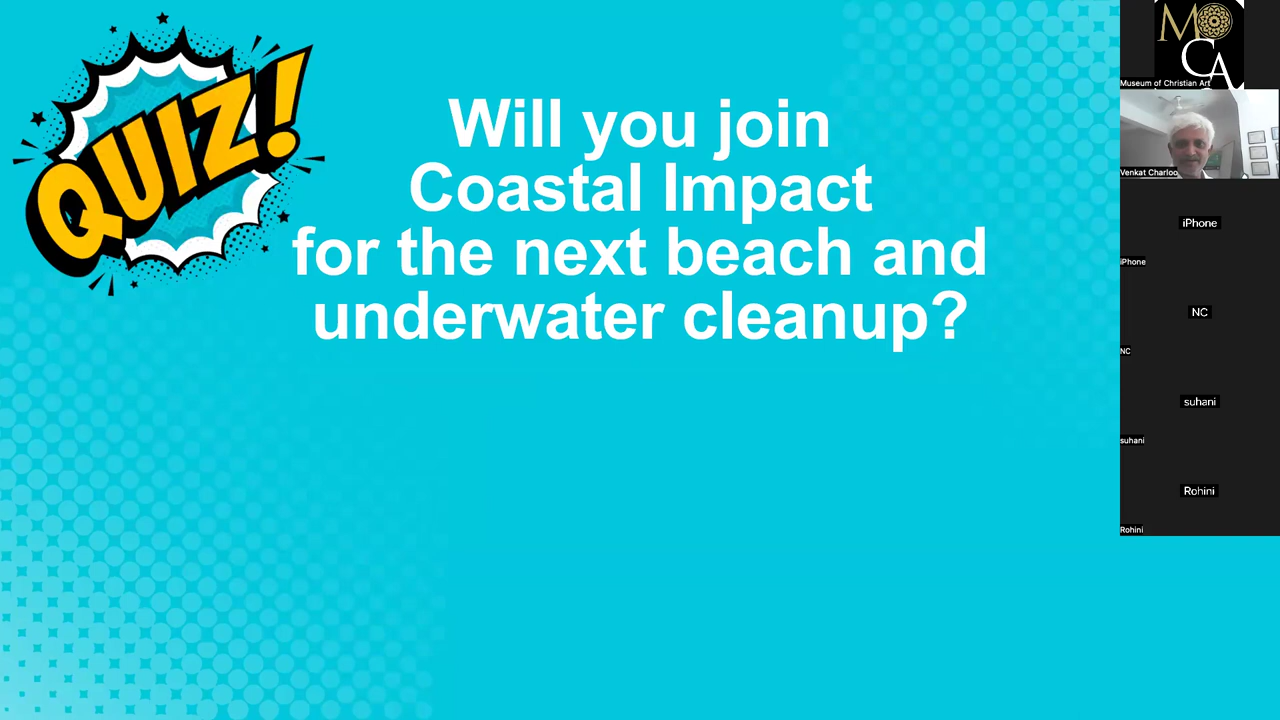 QUIZ!
Will you join
Coastal Impact
for the next beach and
underwater cleanup?
MOCA
Museum of Christian Art
Venkat Charloo
iPhone
iPhone
NC
NC
suhani
suhani
Rohini
Rohini